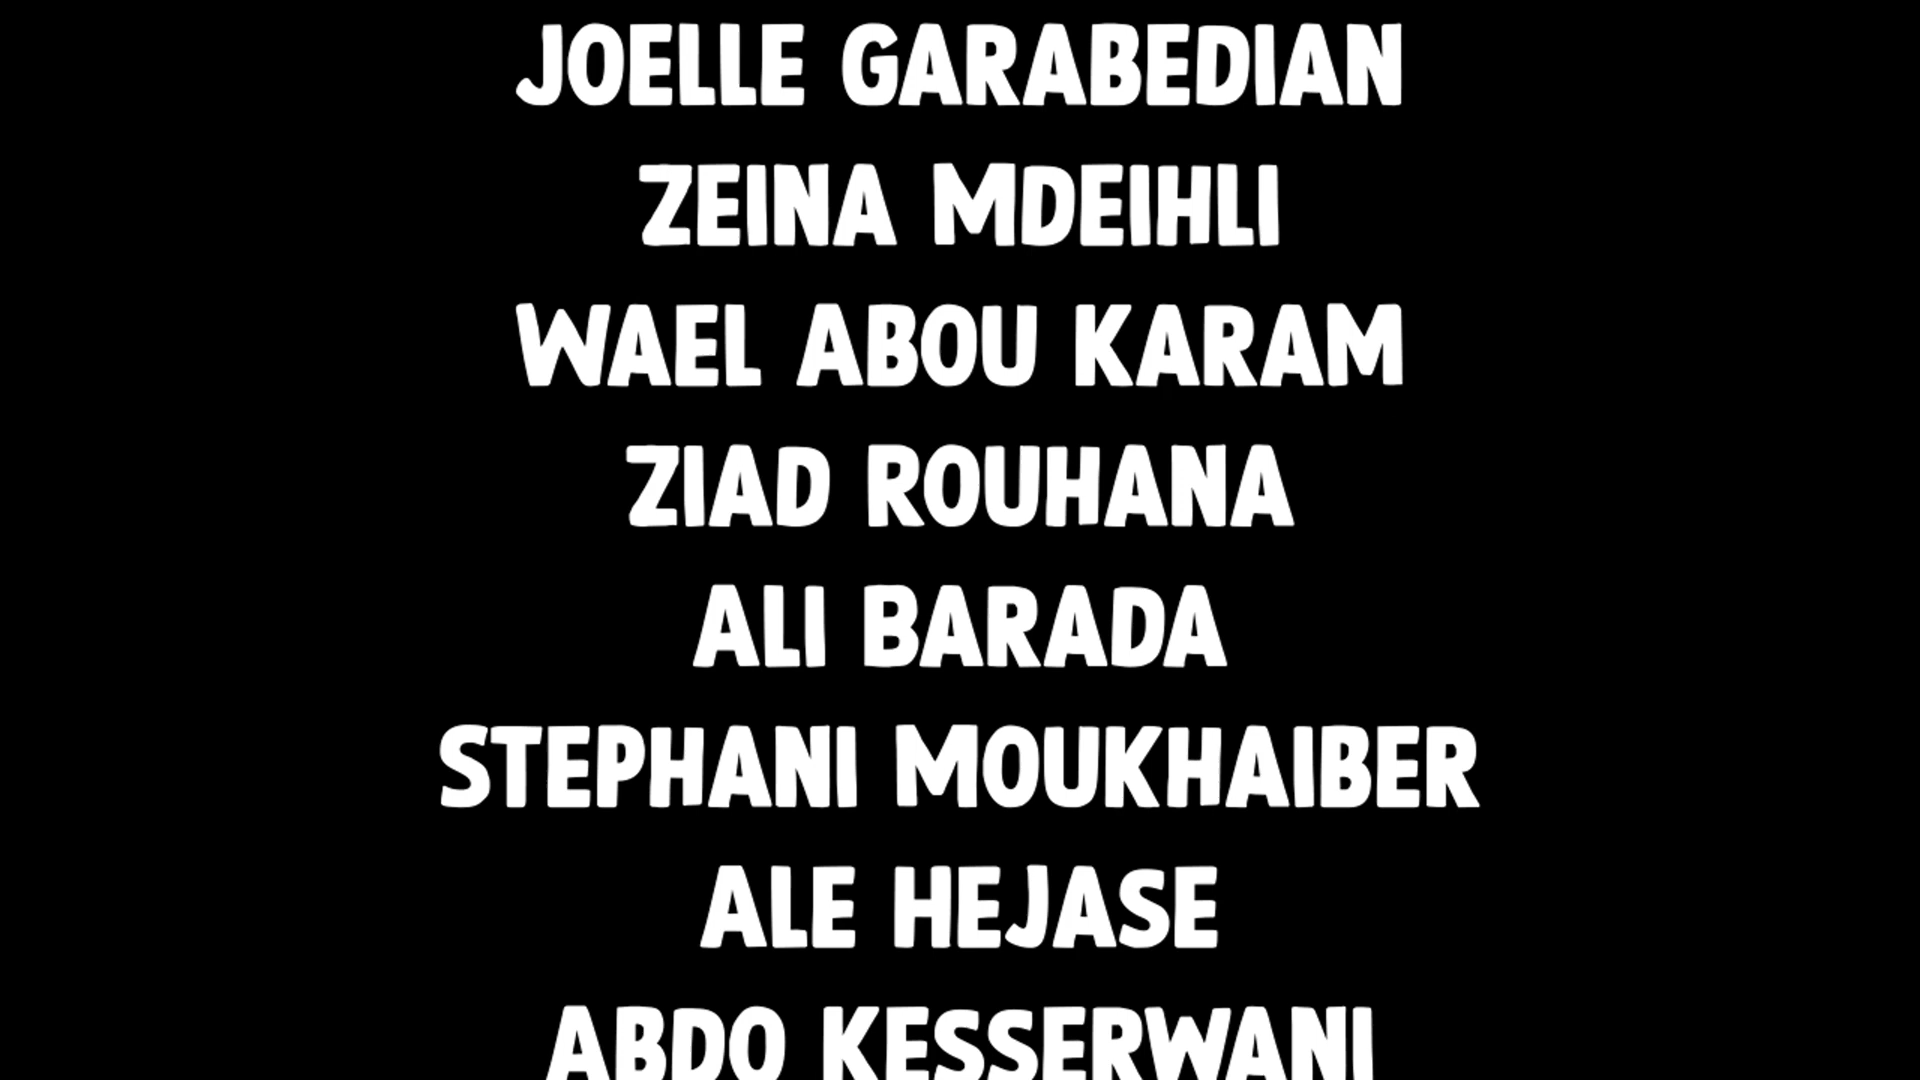 JOELLE GARABEDIAN
ZEINA MDEIHLI
WAEL ABOU KARAM
ZIAD ROUHANA
ALI BARADA
STEPHANI MOUKHAIBER
ALE HEJASE
ABDO KESSERWANI